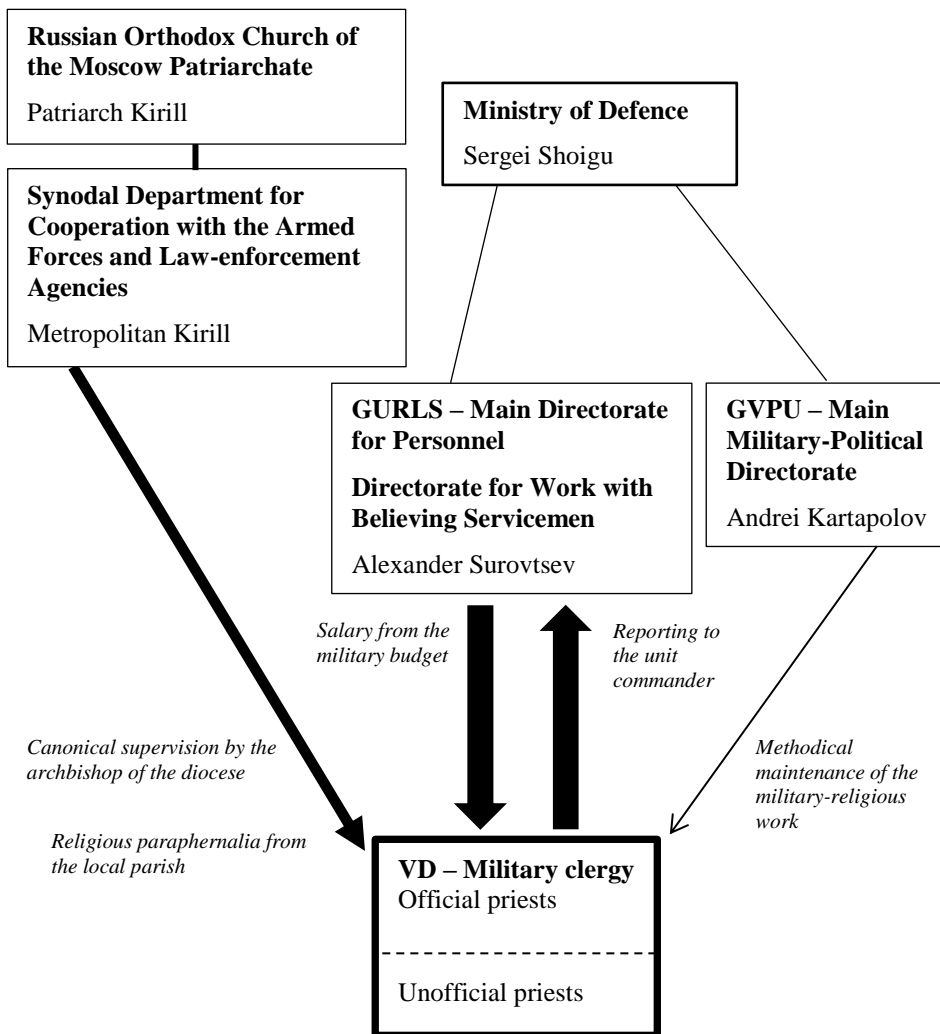 Russian Orthodox Church of
the Moscow Patriarchate
Patriarch Kirill
Ministry of Defence
Sergei Shoigu
Synodal Department for
Cooperation with the Armed
Forces and Law-enforcement
Agencies
Metropolitan Kirill
GURLS – Main Directorate
for Personnel
Directorate for Work with
Believing Servicemen
Alexander Surovtsev
GVPU – Main
Military-Political
Directorate
Andrei Kartapolov
Salary from the
military budget
Reporting to
the unit
commander
Canonical supervision by the
archbishop of the diocese
Religious paraphernalia from
the local parish
Methodical
maintenance of the
military-religious
work
VD – Military clergy
Official priests
Unofficial priests